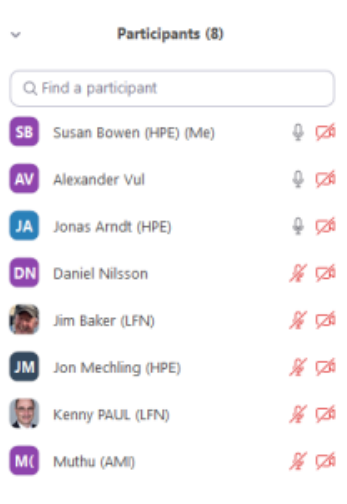 Participants (8)
Find a participant
SB Susan Bowen (HPE) (Me)
AV Alexander Vul
JA Jonas Arndt (HPE)
DN Daniel Nilsson
Jim Baker (LFN)
JM Jon Mechling (HPE)
Kenny PAUL (LFN)
M( Muthu (AMI)